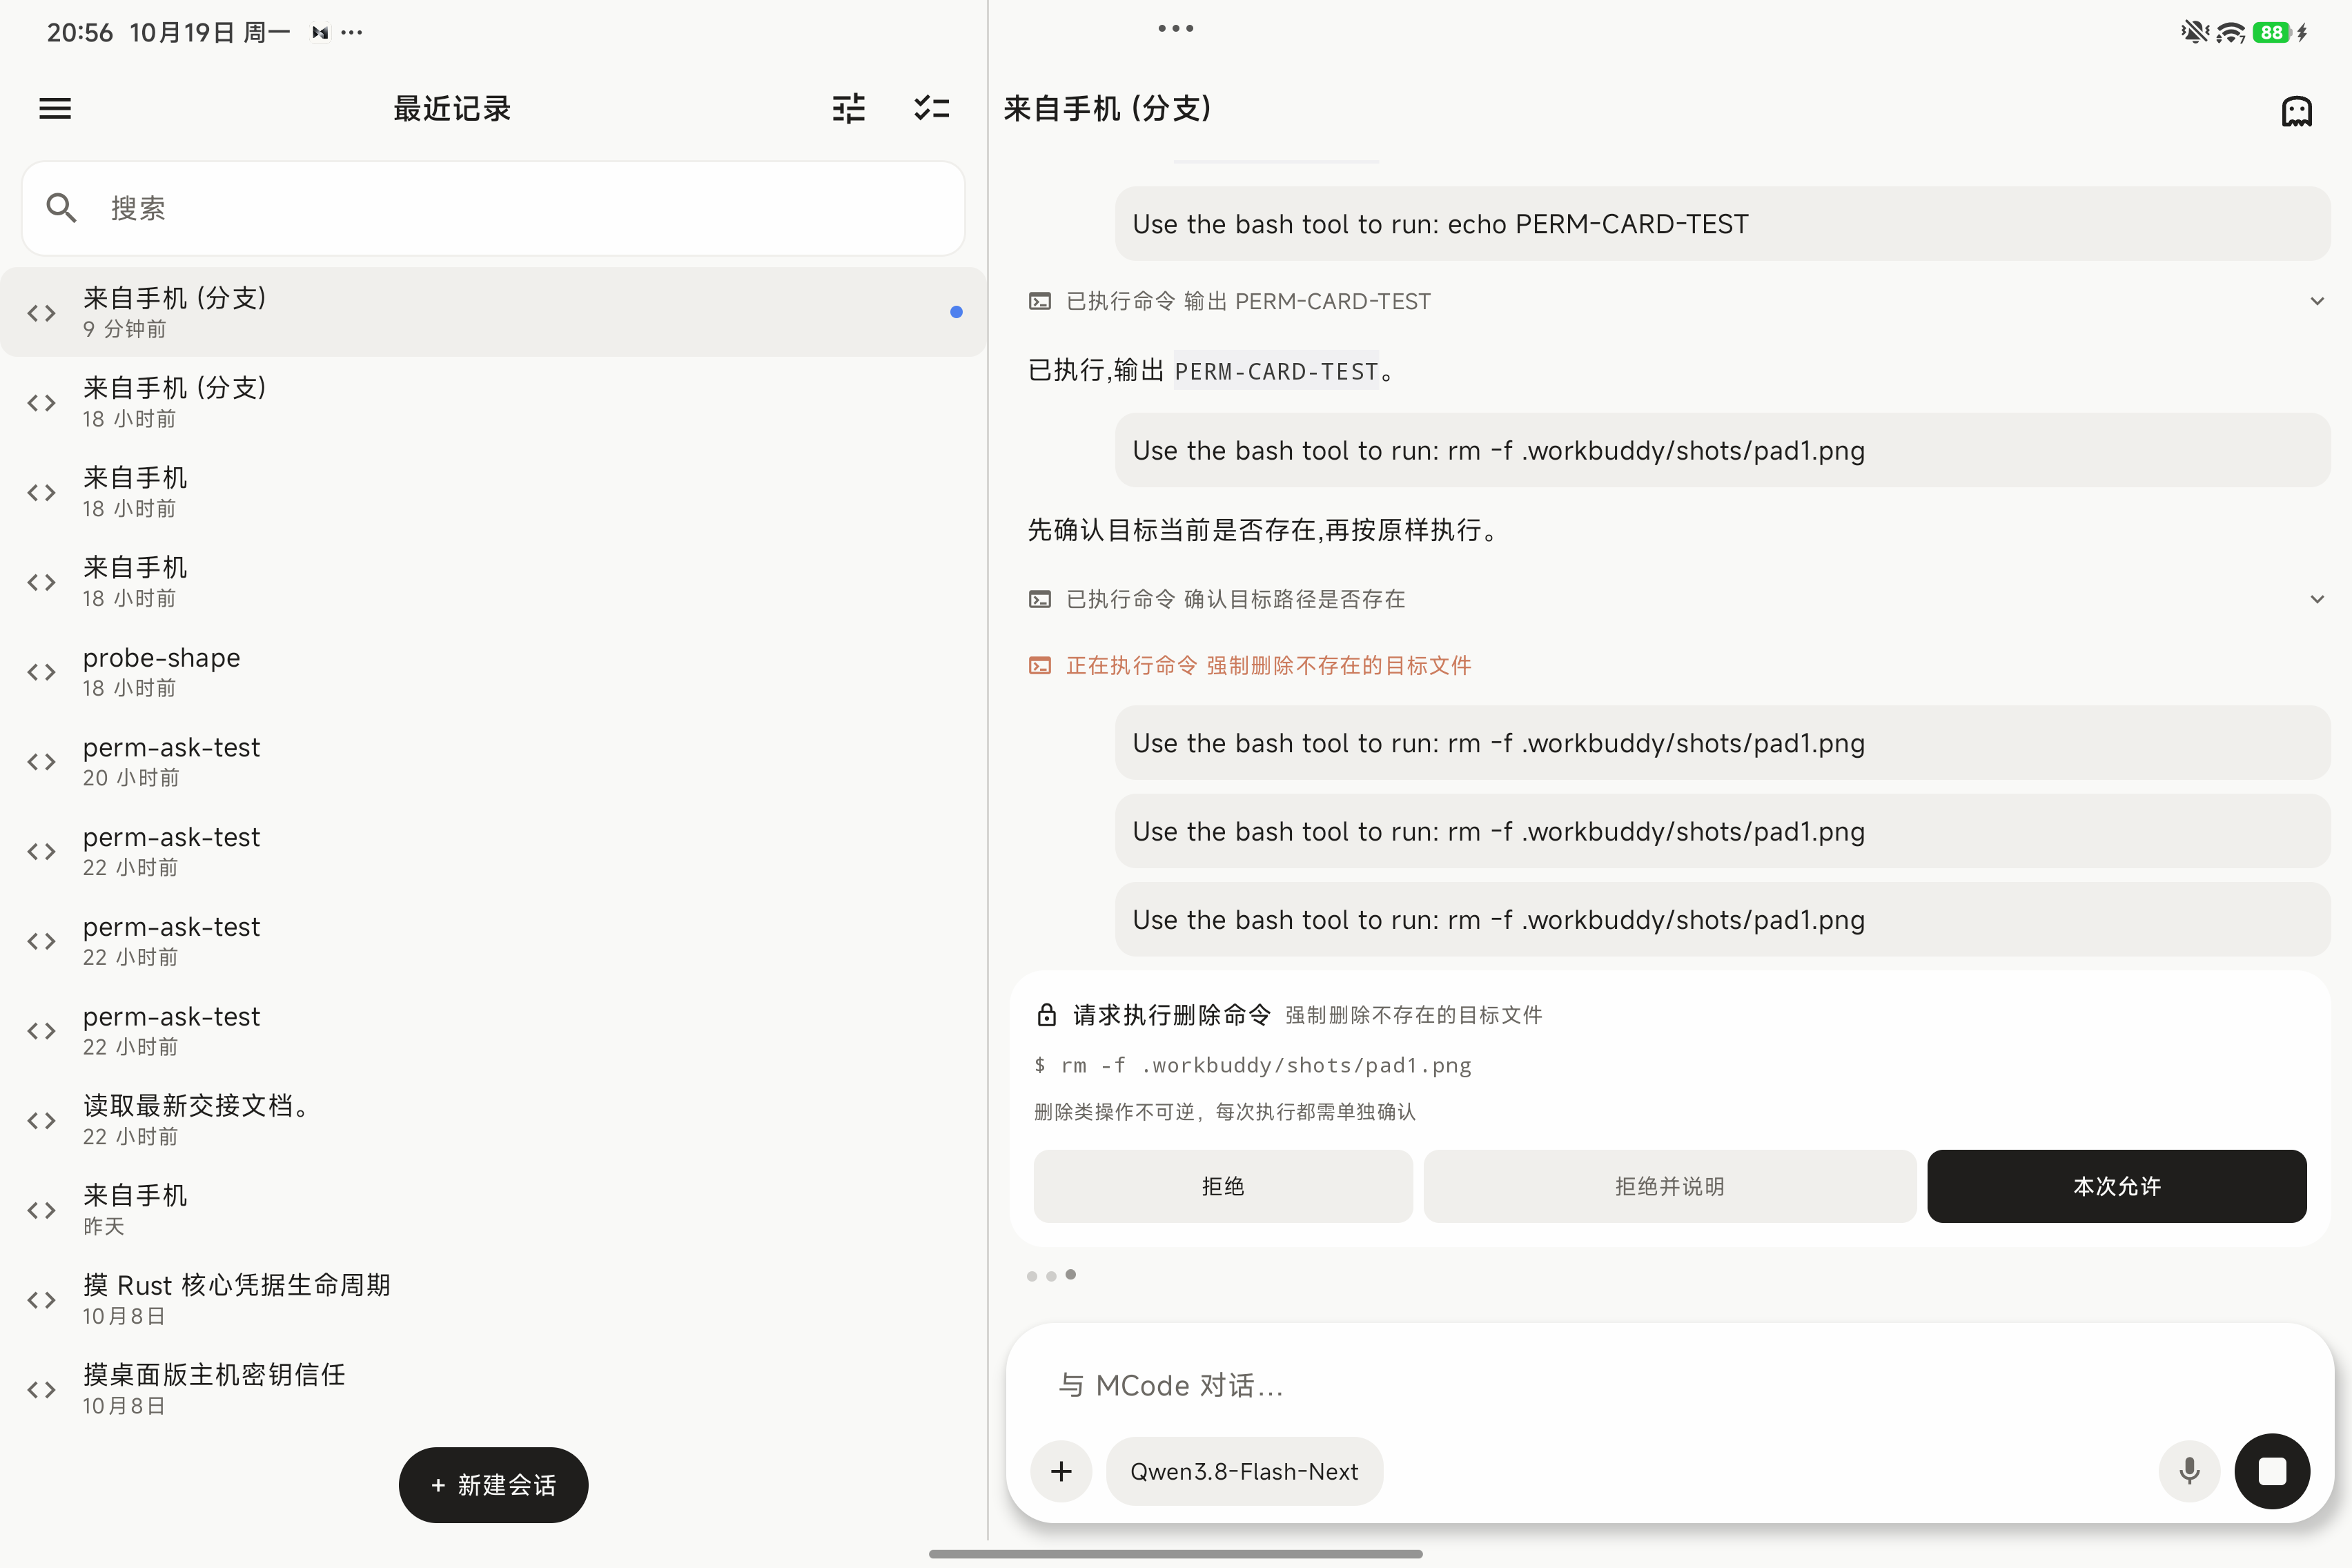 20:56 10月19日 周一
88
最近记录
搜索
来自手机 (分支)
9 分钟前
来自手机 (分支)
18 小时前
来自手机
18 小时前
来自手机
18 小时前
probe-shape
18 小时前
perm-ask-test
20 小时前
perm-ask-test
22 小时前
perm-ask-test
22 小时前
perm-ask-test
22 小时前
读取最新交接文档。
22 小时前
来自手机
昨天
摸 Rust 核心凭据生命周期
10月8日
摸桌面版主机密钥信任
10月8日
+ 新建会话
来自手机 (分支)
Use the bash tool to run: echo PERM-CARD-TEST
已执行命令 输出 PERM-CARD-TEST
已执行,输出 PERM-CARD-TEST。
Use the bash tool to run: rm -f .workbuddy/shots/pad1.png
先确认目标当前是否存在,再按原样执行。
已执行命令 确认目标路径是否存在
正在执行命令 强制删除不存在的目标文件
Use the bash tool to run: rm -f .workbuddy/shots/pad1.png
Use the bash tool to run: rm -f .workbuddy/shots/pad1.png
Use the bash tool to run: rm -f .workbuddy/shots/pad1.png
请求执行删除命令 强制删除不存在的目标文件
$ rm -f .workbuddy/shots/pad1.png
删除类操作不可逆，每次执行都需单独确认
拒绝
拒绝并说明
本次允许
与 MCode 对话...
Qwen3.8-Flash-Next